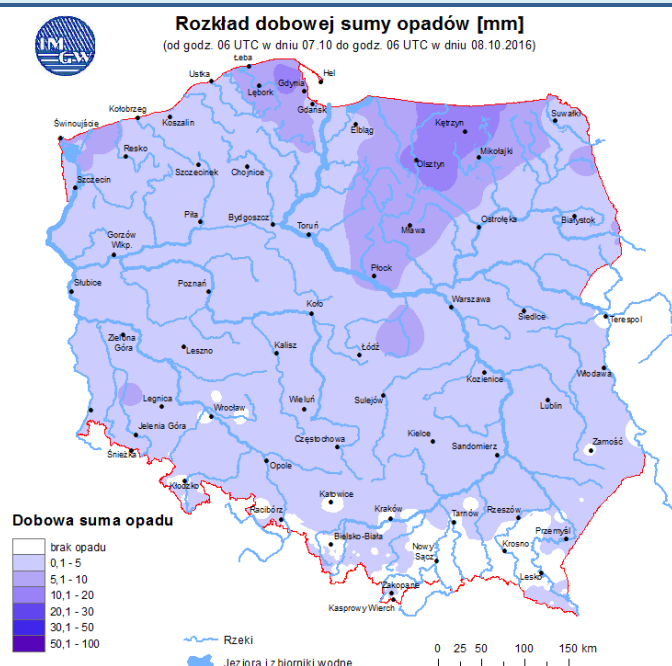 Rozkład dobowej sumy opadów [mm]
(od godz. 06 UTC w dniu 07.10 do godz. 06 UTC w dniu 08.10.2016)
IM
GW
Łeba
Hel
Ustka
Gdynia
Lębork
Gdańsk
Suwałki
Kołobrzeg
Koszalin
Świnoujście
Elbląg
Kętrzyn
Resko
Mikołajki
Olsztyn
Szczecinek
Chojnice
Szczecin
Piła
Bydgoszcz
Toruń
Mława
Ostrołęka
Białystok
Gorzów
Wlkp.
Płock
Słubice
Poznań
Koło
Warszawa
Siedlce
Terespol
Zielona
Góra
Leszno
Kalisz
Łódź
Kozienice
Włodawa
Legnica
Wrocław
Wieluń
Sulejów
Lublin
Jelenia Góra
Częstochowa
Kielce
Sandomierz
Zamość
Śnieżka
Opole
Kłodzko
Katowice
Racibórz
Kraków
Tarnów
Rzeszów
Przemyśl
Bielsko-Biała
Nowy
Sącz
Krosno
Lesko
Zakopane
Kasprowy Wierch
Dobowa suma opadu
brak opadu
0,1 - 5
5,1 - 10
10,1 - 20
20,1 - 30
30,1 - 50
50,1 - 100
Rzeki
Jeziora i zbiorniki wodne
0 25 50 100 150 km